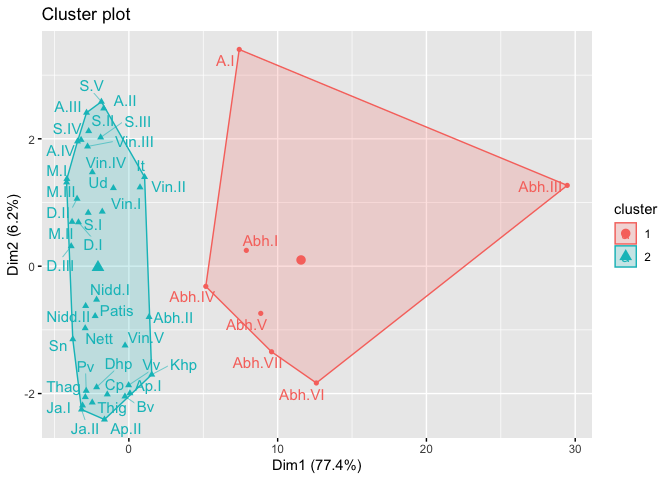 Cluster plot
A.I
S.V
A.III
A.II
S.II
S.III
S.IV
Vin.III
A.IV
Vin.IV
It
M.I
Ud
Vin.II
Abh.III
M.III
Vin.I
D.II
S.I
M.II
D.I
Abh.I
D.III
Nidd.I
Abh.IV
Nidd.II
Patis
Abh.II
Abh.V
Sn
Nett
Vin.V
Abh.VII
Pv
Dhp
Vv
Khp
Thag
Cp
Ap.I
Abh.VI
Ja.I
Thig
Bv
Ja.II
Ap.II
2
0
-2
0
10
20
30
Dim1 (77.4%)
Dim2 (6.2%)
cluster
1
2